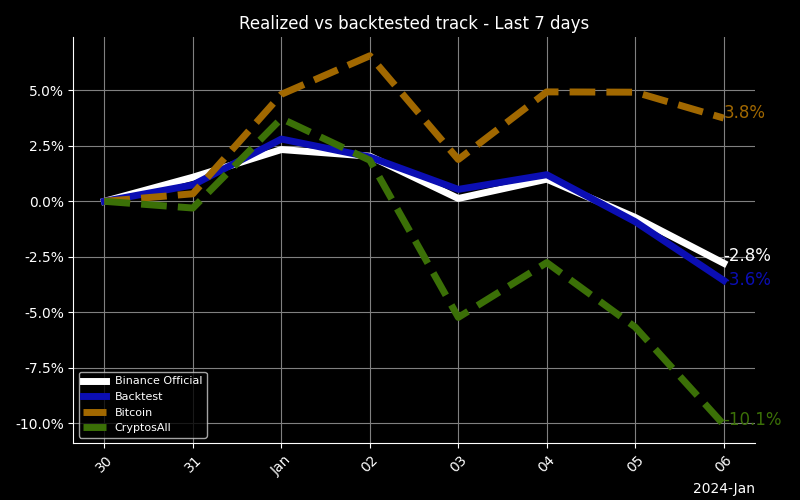 Realized vs backtested track - Last 7 days
5.0%
2.5%
0.0%
-2.5%
-5.0%
-7.5%
-10.0%
3.8%
-2.8%
-3.6%
-10.1%
Binance Official
Backtest
Bitcoin
CryptosAll
30
31
Jan
02
03
04
05
06
2024-Jan